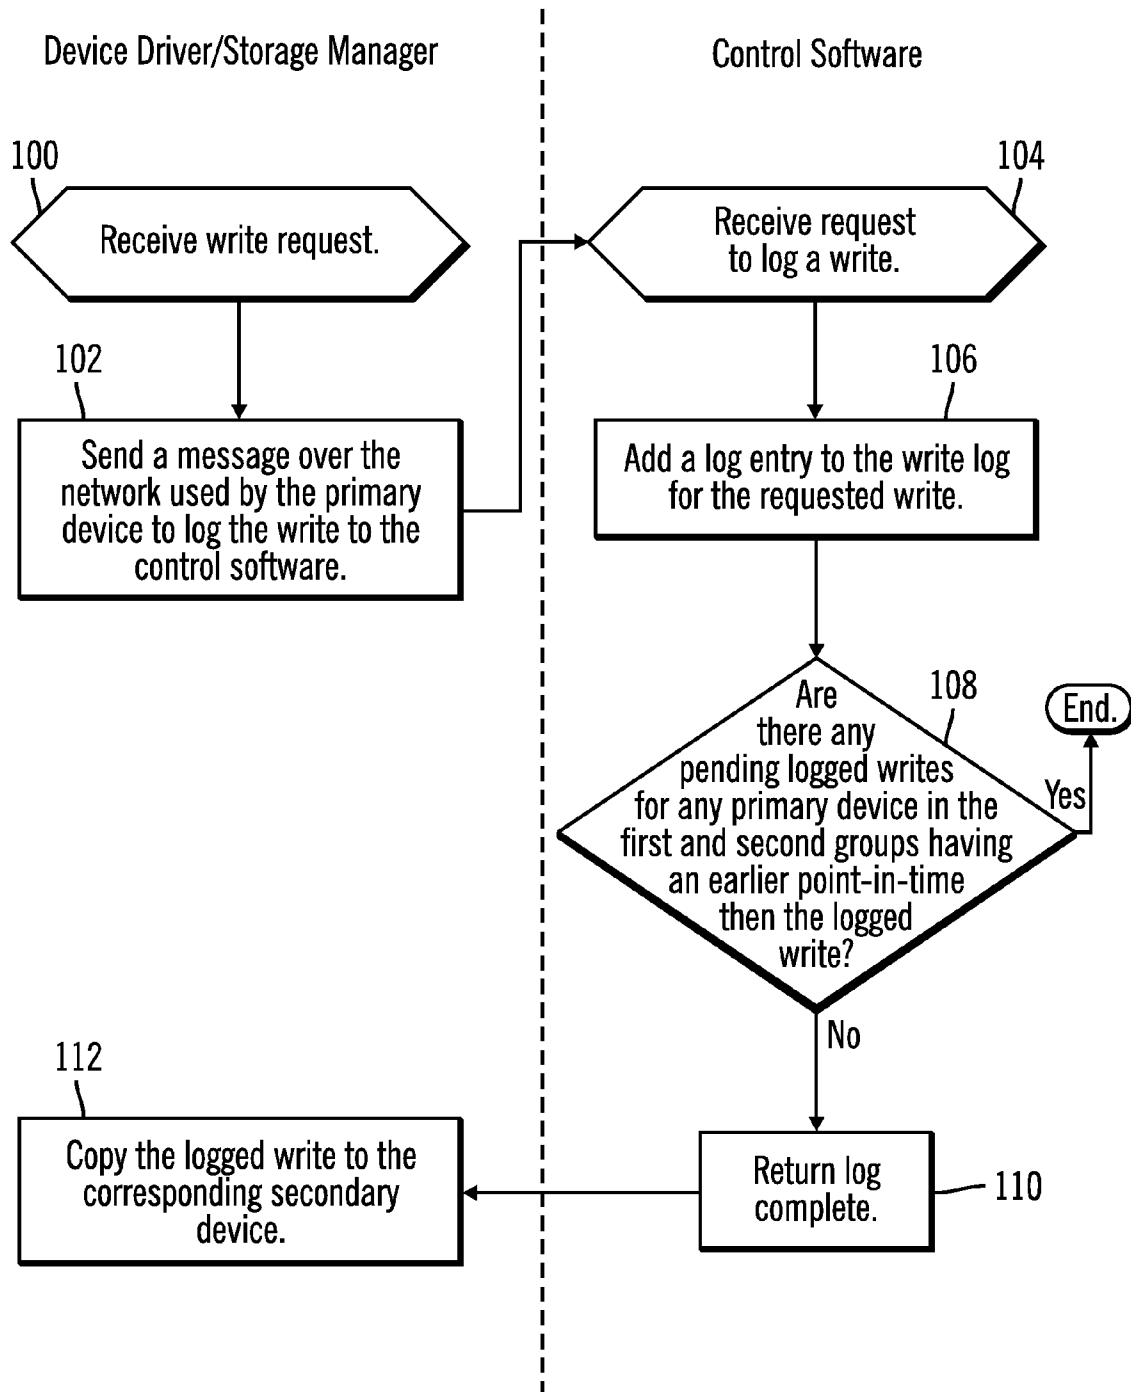 Device Driver/Storage Manager
Control Software
100
Receive write request.
104
Receive request
to log a write.
102
Send a message over the
network used by the primary
device to log the write to the
control software.
106
Add a log entry to the write log
for the requested write.
108
Are
there any
pending logged writes
for any primary device in the
first and second groups having
an earlier point-in-time
then the logged
write?
Yes
End.
No
110
Return log
complete.
112
Copy the logged write to the
corresponding secondary
device.